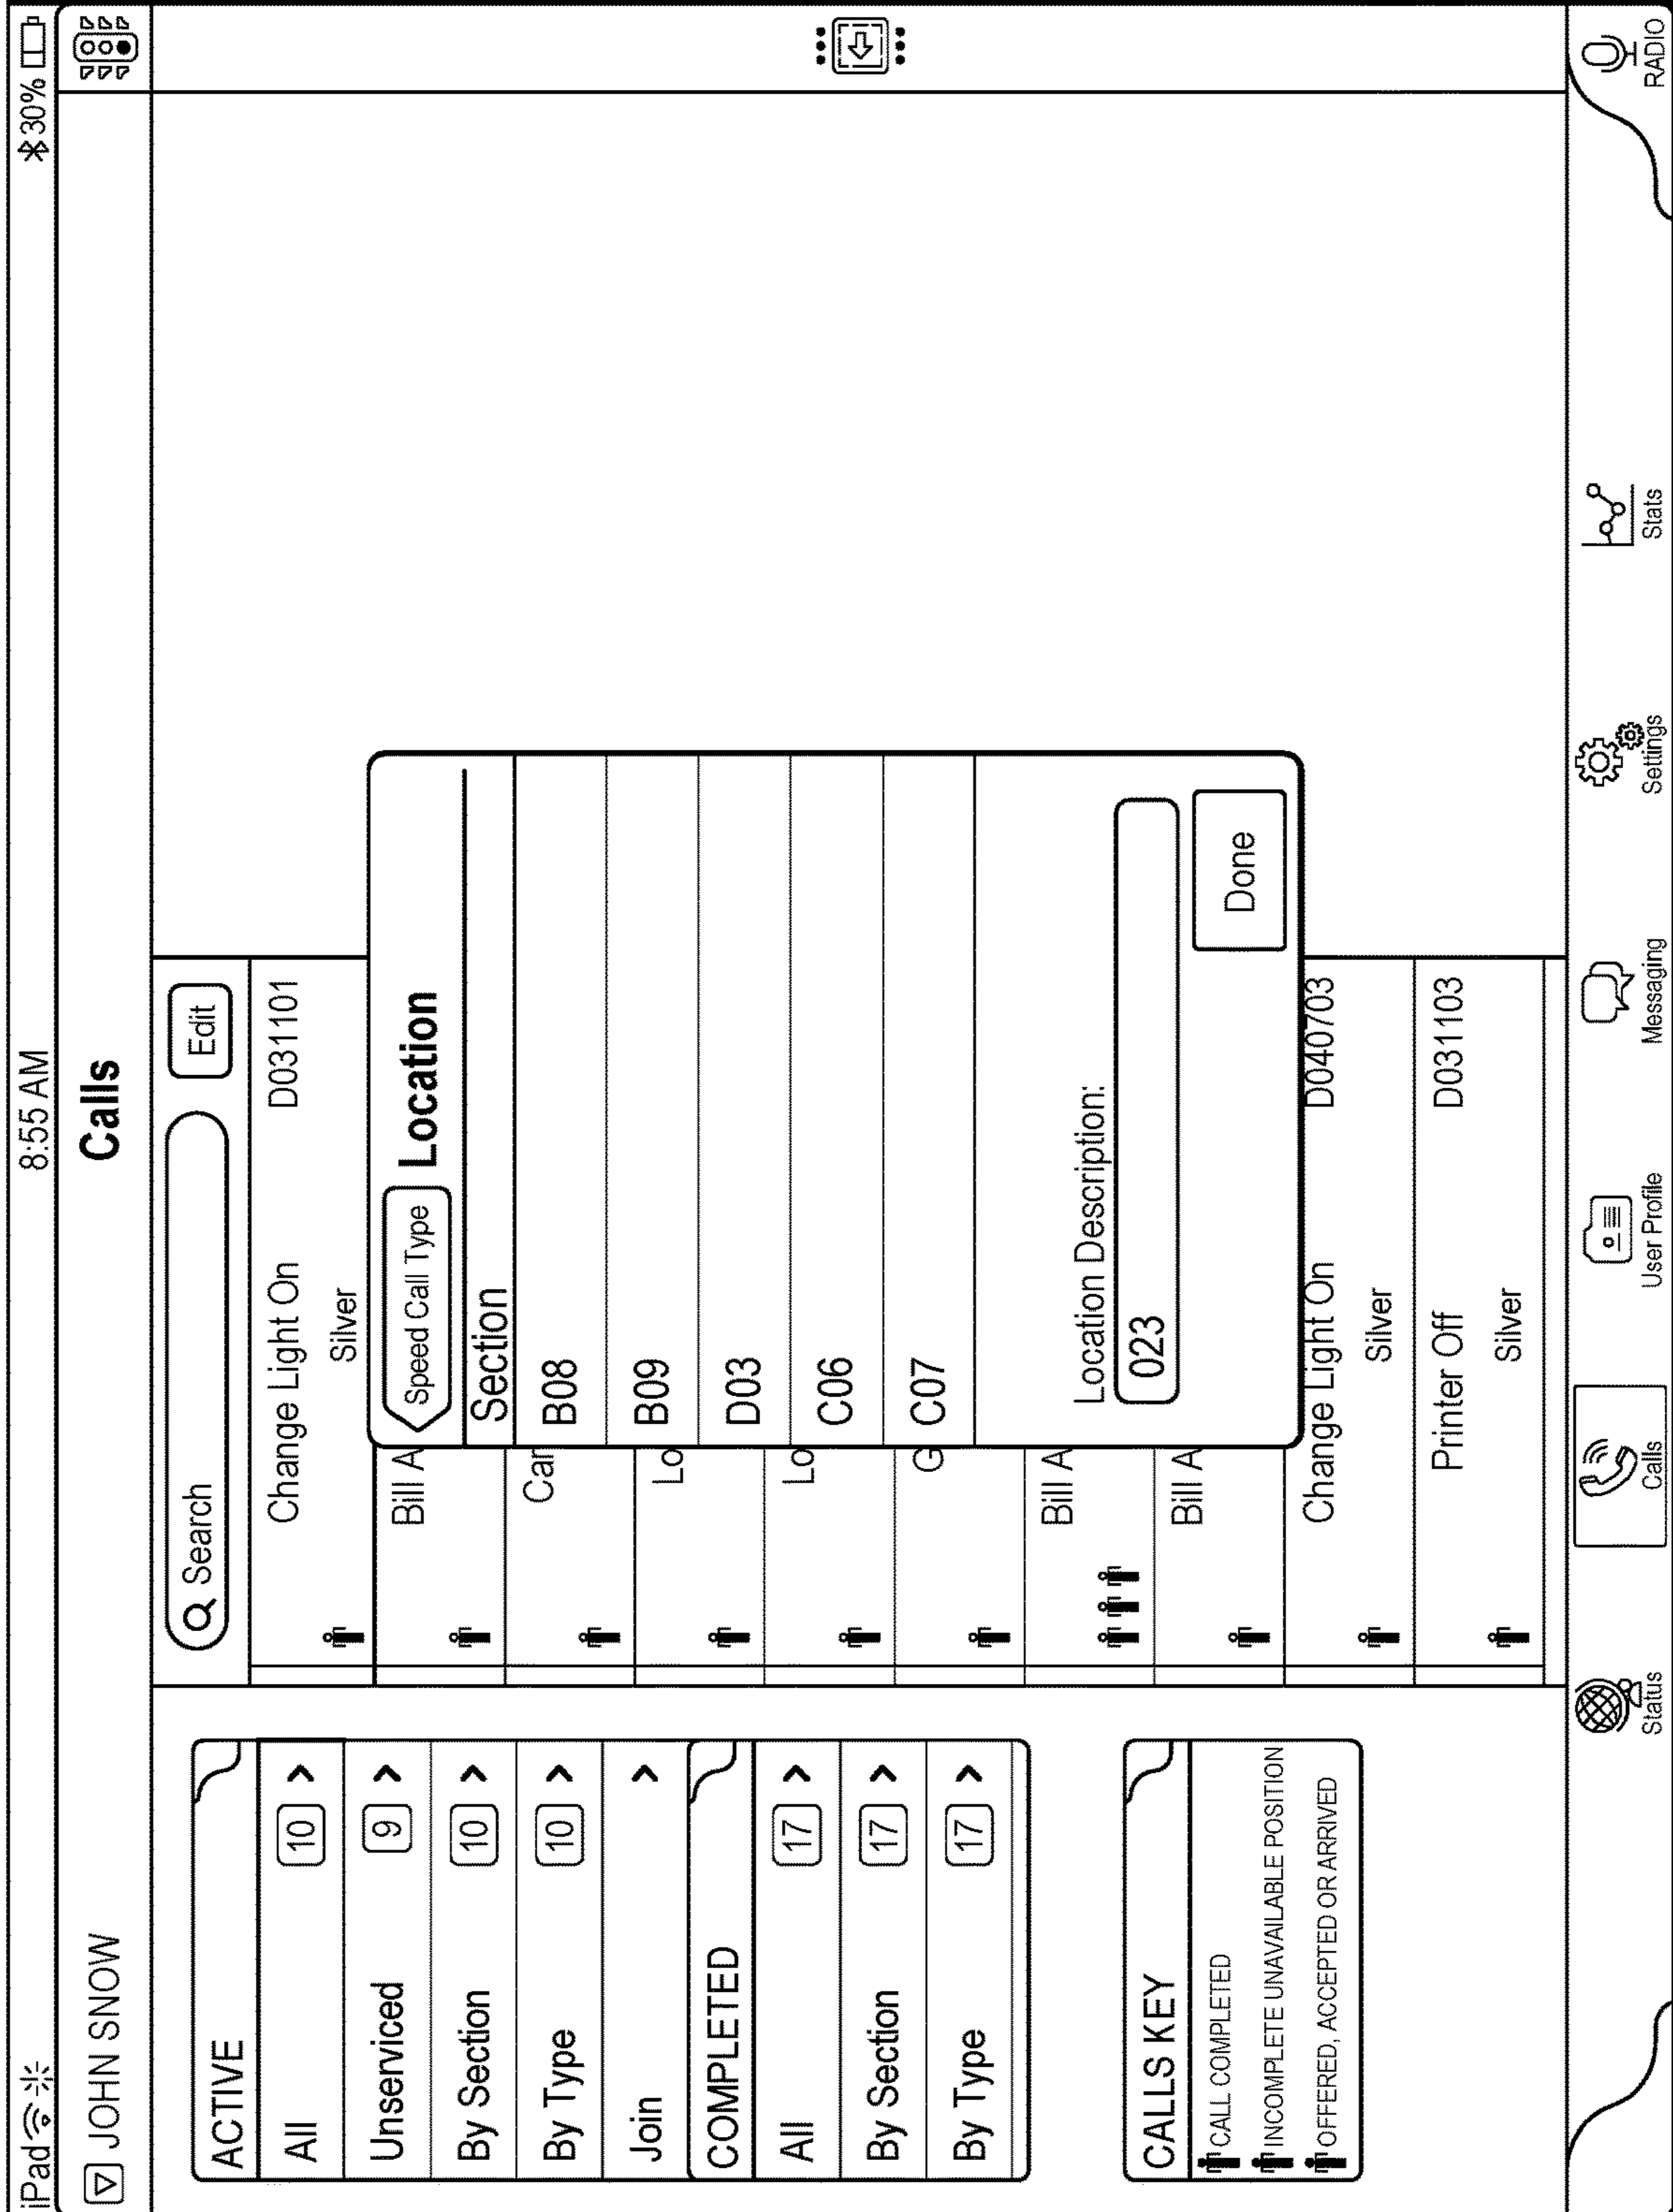 iPad
8:55 AM
30%
JOHN SNOW
Calls
ACTIVE
All 10 >
Unserviced 9 >
By Section 10 >
By Type 10 >
Join >
COMPLETED
All 17 >
By Section 17 >
By Type 17 >
CALLS KEY
CALL COMPLETED
INCOMPLETE UNAVAILABLE POSITION
OFFERED, ACCEPTED OR ARRIVED
Search
Edit
Change Light On D031101
Silver
Bill A
Car
Lo
Lo
G
Bill A
Bill A
Change Light On D040703
Silver
Printer Off D031103
Silver
Speed Call Type
Location
Section
B08
B09
D03
C06
C07
Location Description:
023
Done
Status
Calls
User Profile
Messaging
Settings
Stats
RADIO